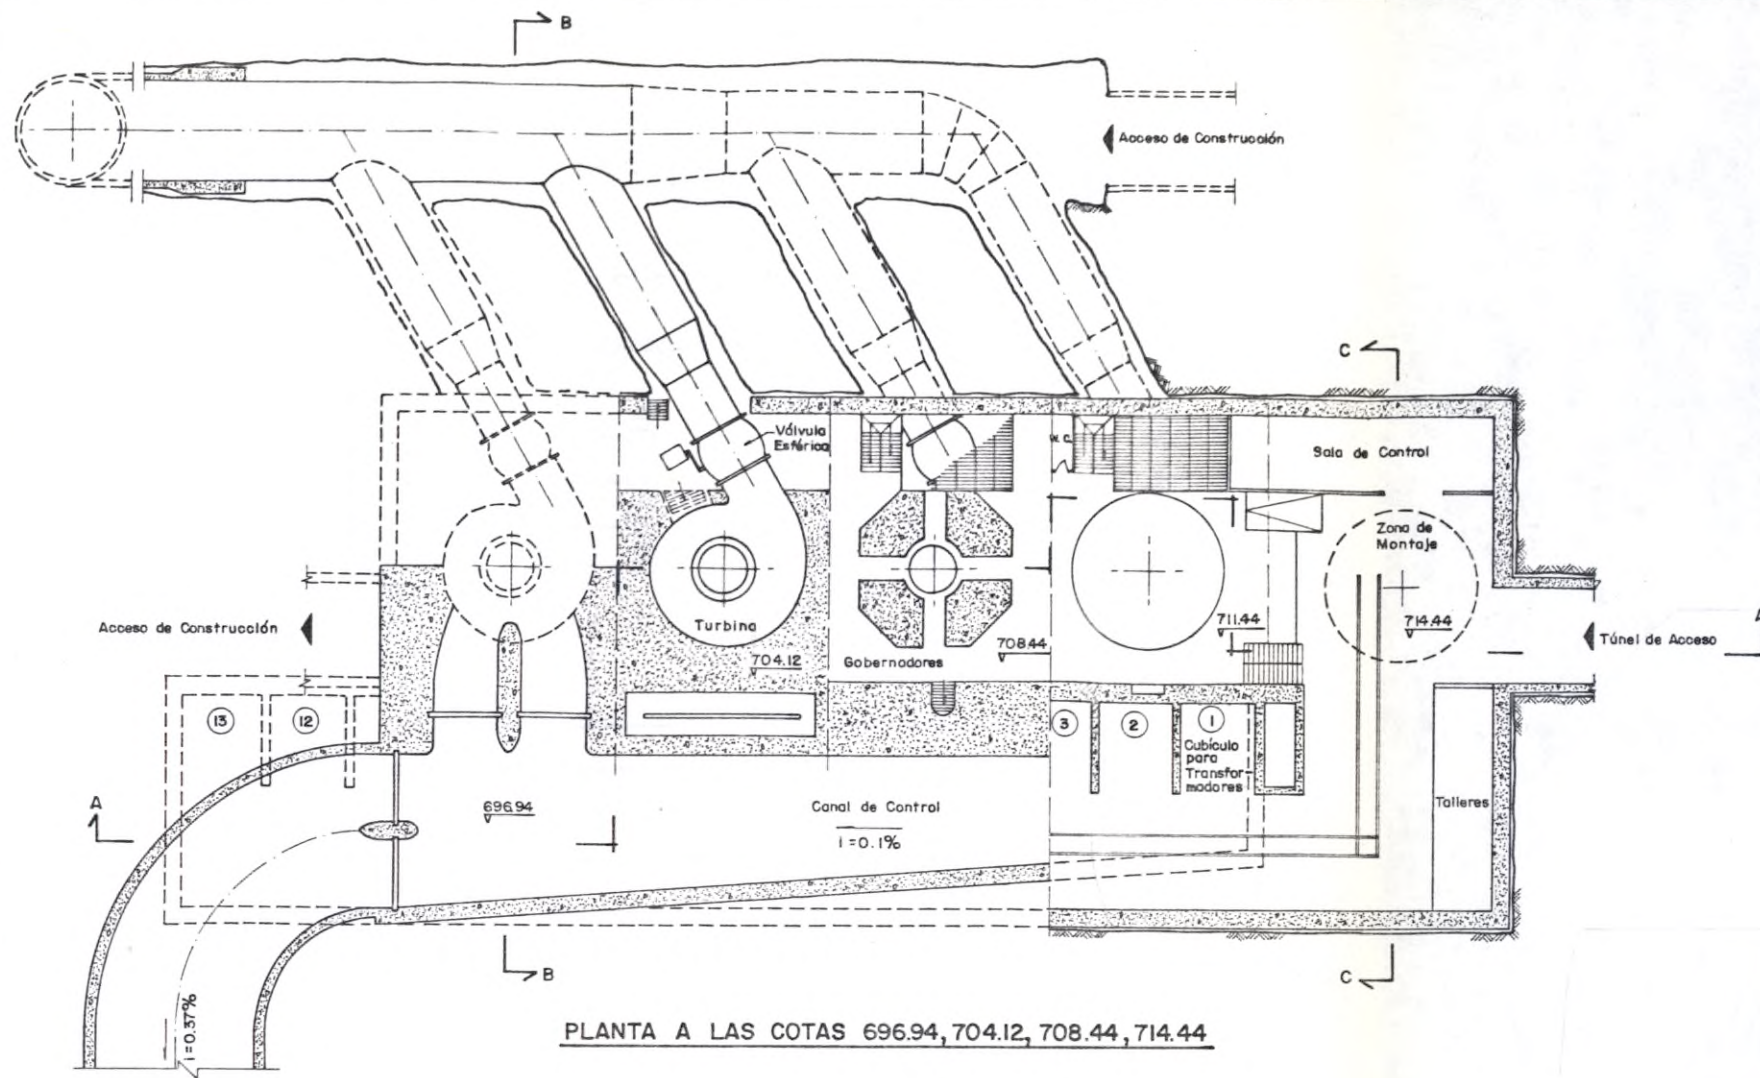 B
Acceso de Construcción
C
Válvula
Esférica
W.C.
Sala de Control
Zona de
Montaje
Acceso de Construcción
Turbina
704.12
Gobernadores
708.44
711.44
714.44
Túnel de Acceso
A
13
12
3
2
1
Cubículo
para
Transfor-
madores
A
696.94
Canal de Control
i=0.1%
Talleres
B
C
i=0.37%
PLANTA A LAS COTAS 696.94, 704.12, 708.44, 714.44